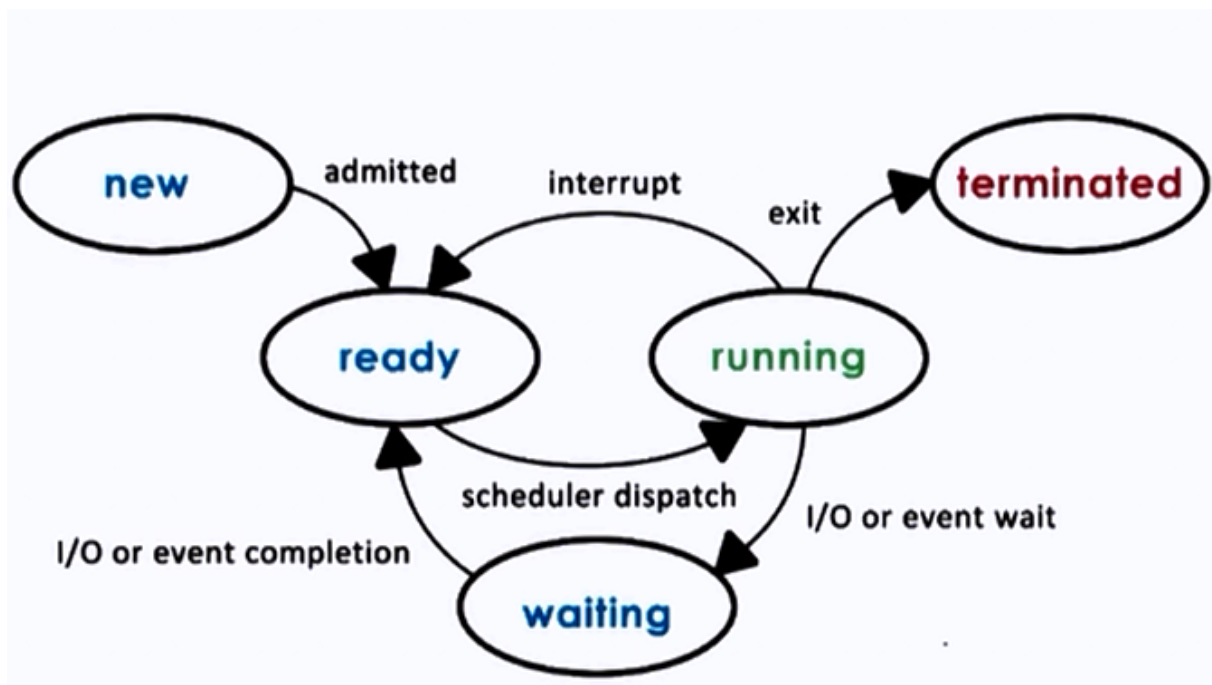 new
admitted
interrupt
exit
terminated
ready
running
scheduler dispatch
I/O or event wait
I/O or event completion
waiting